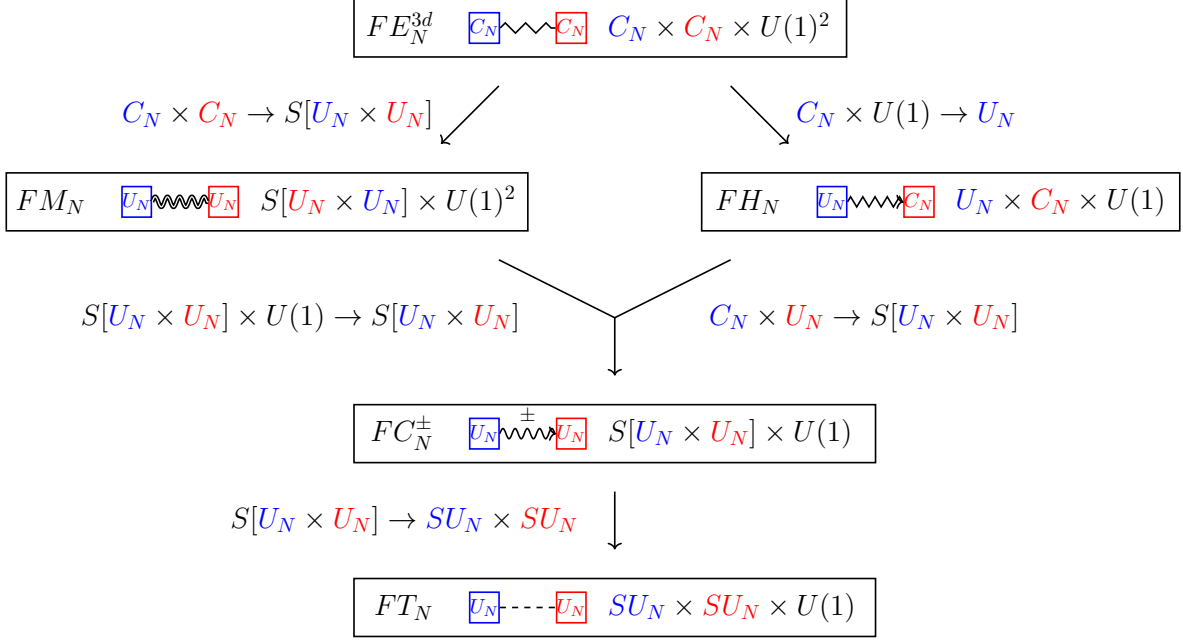 FE_N^{3d} C_N C_N C_N × C_N × U(1)^2
C_N × C_N → S[U_N × U_N]
C_N × U(1) → U_N
FM_N U_N U_N S[U_N × U_N] × U(1)^2
FH_N U_N C_N U_N × C_N × U(1)
S[U_N × U_N] × U(1) → S[U_N × U_N]
C_N × U_N → S[U_N × U_N]
FC_N^± U_N ± U_N S[U_N × U_N] × U(1)
S[U_N × U_N] → SU_N × SU_N
FT_N U_N U_N SU_N × SU_N × U(1)